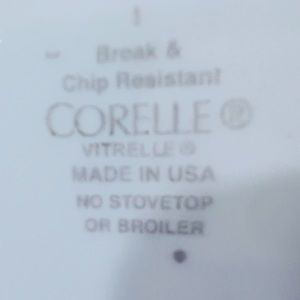 Break &
Chip Resistant
CORELLE®
VITRELLE®
MADE IN USA
NO STOVETOP
OR BROILER